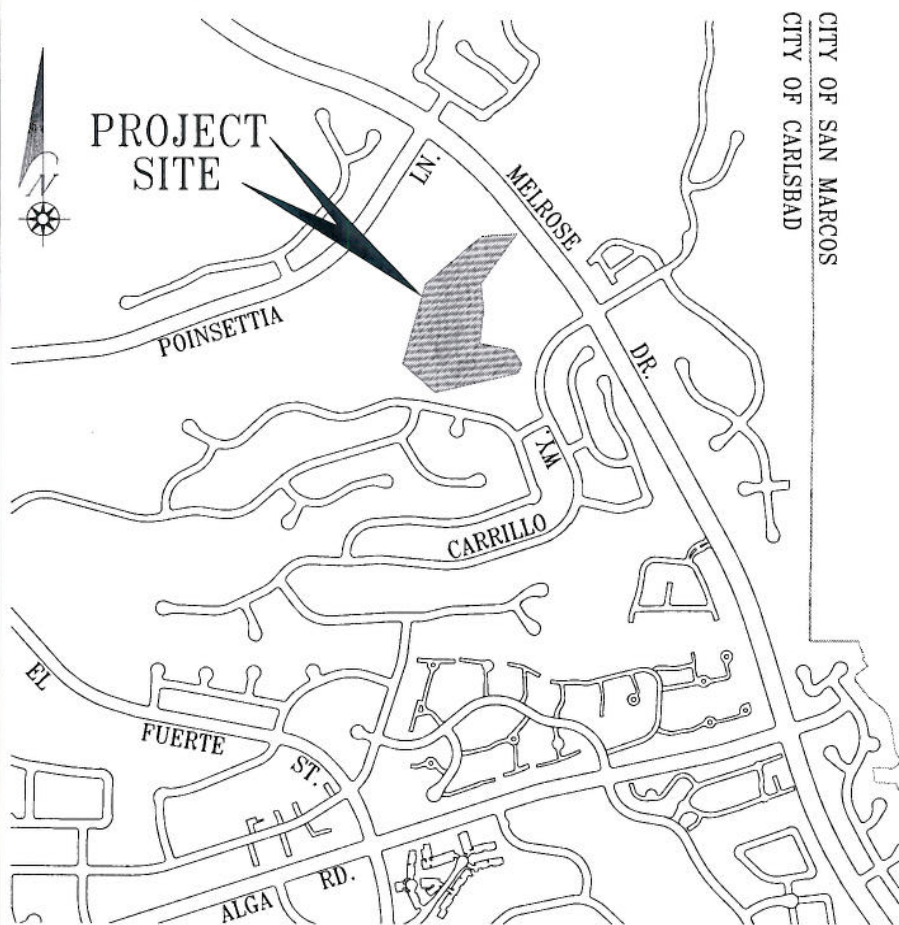 CITY OF SAN MARCOS
CITY OF CARLSBAD
PROJECT
SITE
N
LN.
MELROSE
POINSETTIA
DR.
WY.
CARRILLO
EL
FUERTE
ST.
ALGA
RD.